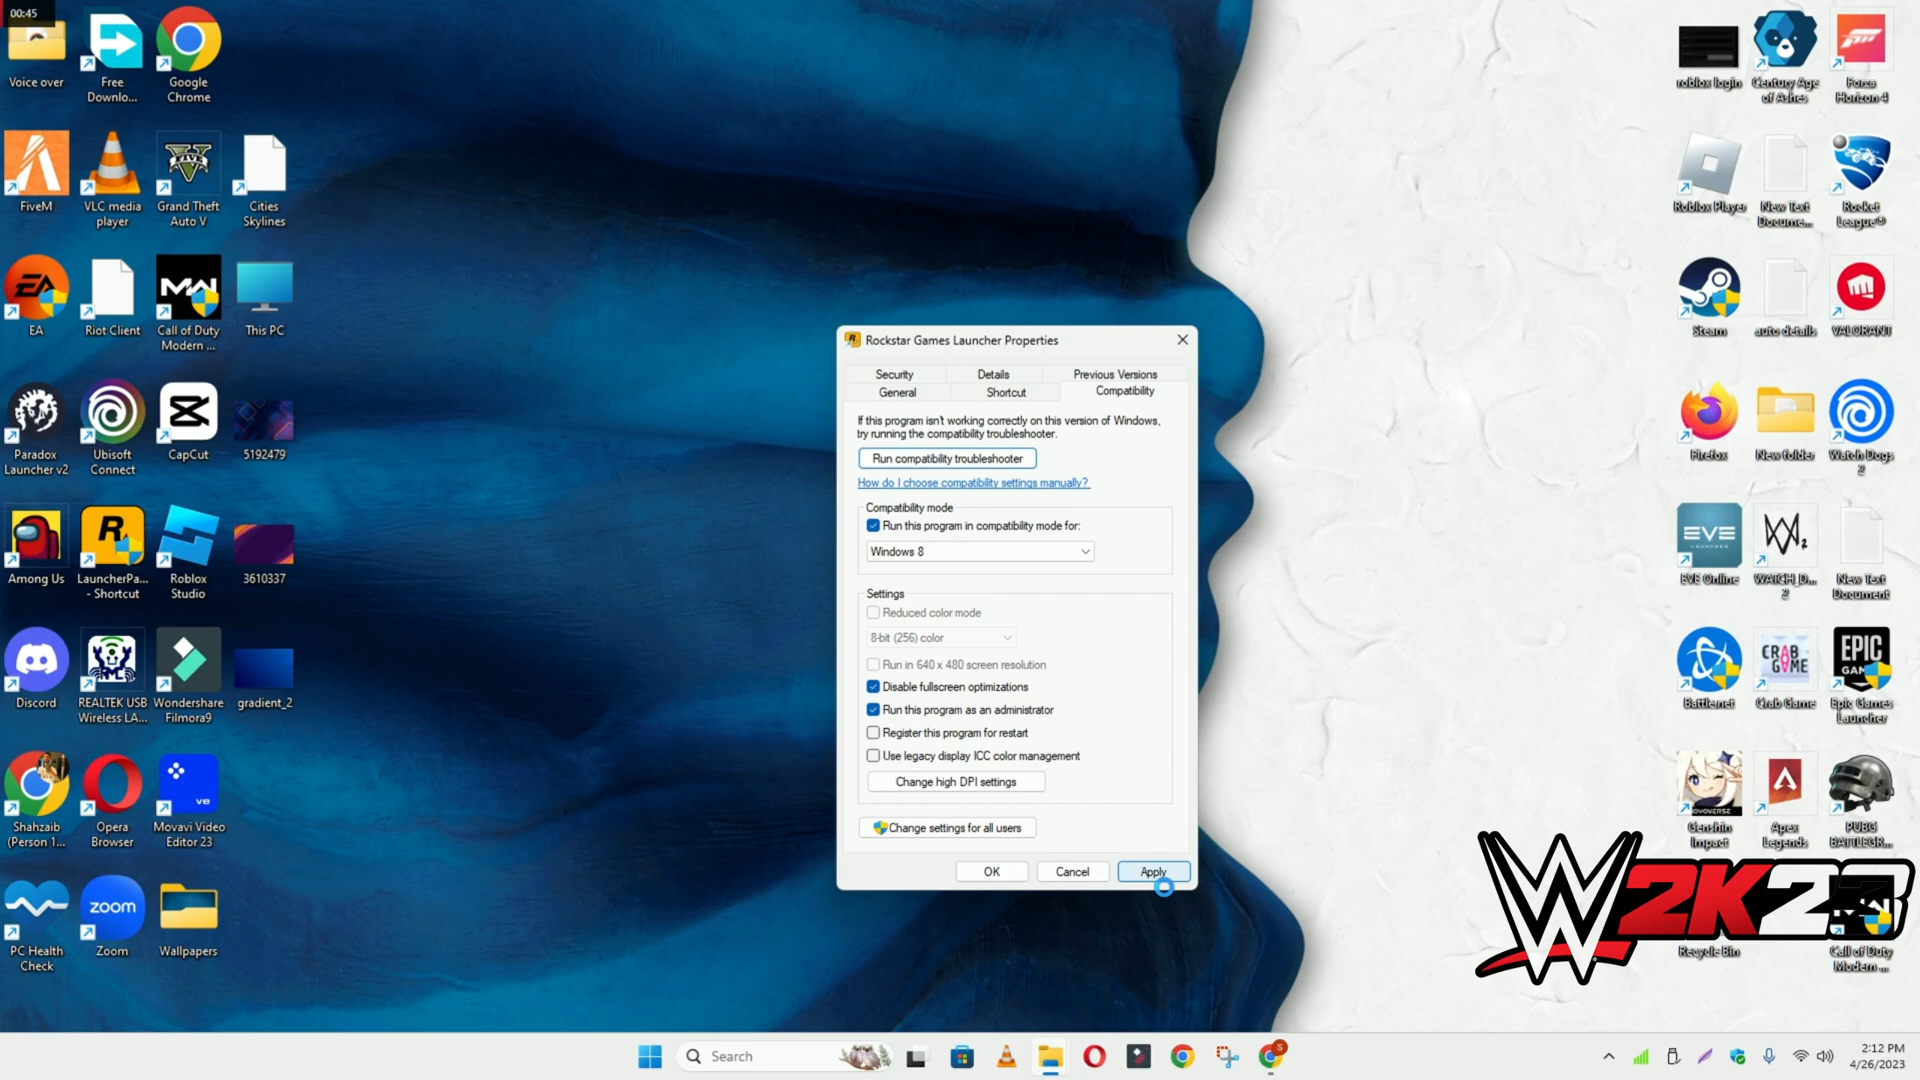 00:45
Voice over
Free Downlo...
Google Chrome
FiveM
VLC media player
Grand Theft Auto V
Cities Skylines
EA
Riot Client
Call of Duty Modern ...
This PC
Paradox Launcher v2
Ubisoft Connect
CapCut
5192479
Among Us
LauncherPa... - Shortcut
Roblox Studio
3610337
Discord
REALTEK USB Wireless LA...
Wondershare Filmora9
gradient_2
Shahzaib (Person 1...
Opera Browser
Movavi Video Editor 23
PC Health Check
zoom
Zoom
Wallpapers
Rockstar Games Launcher Properties
Security
Details
Previous Versions
General
Shortcut
Compatibility
If this program isn't working correctly on this version of Windows,
try running the compatibility troubleshooter.
Run compatibility troubleshooter
How do I choose compatibility settings manually?
Compatibility mode
Run this program in compatibility mode for:
Windows 8
Settings
Reduced color mode
8-bit (256) color
Run in 640 x 480 screen resolution
Disable fullscreen optimizations
Run this program as an administrator
Register this program for restart
Use legacy display ICC color management
Change high DPI settings
Change settings for all users
OK
Cancel
Apply
roblox login
Century Age of Ashes
Forza Horizon 4
Roblox Player
New Text Docume...
Rocket League®
Steam
auto details
VALORANT
Firefox
New folder
Watch Dogs 2
EVE
LAUNCHER
EVE Online
WATCH_D... 2
New Text Document
Battle.net
CRAB GAME
Crab Game
EPIC GAMES
Epic Games Launcher
Genshin Impact
Apex Legends
PUBG BATTLEGR...
W 2K23
Recycle Bin
Call of Duty Modern ...
Search
2:12 PM
4/26/2023